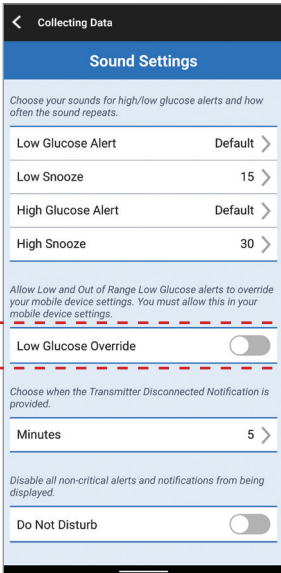 Collecting Data
Sound Settings
Choose your sounds for high/low glucose alerts and how
often the sound repeats.
Low Glucose Alert Default
Low Snooze 15
High Glucose Alert Default
High Snooze 30
Allow Low and Out of Range Low Glucose alerts to override
your mobile device settings. You must allow this in your
mobile device settings.
Low Glucose Override
Choose when the Transmitter Disconnected Notification is
provided.
Minutes 5
Disable all non-critical alerts and notifications from being
displayed.
Do Not Disturb